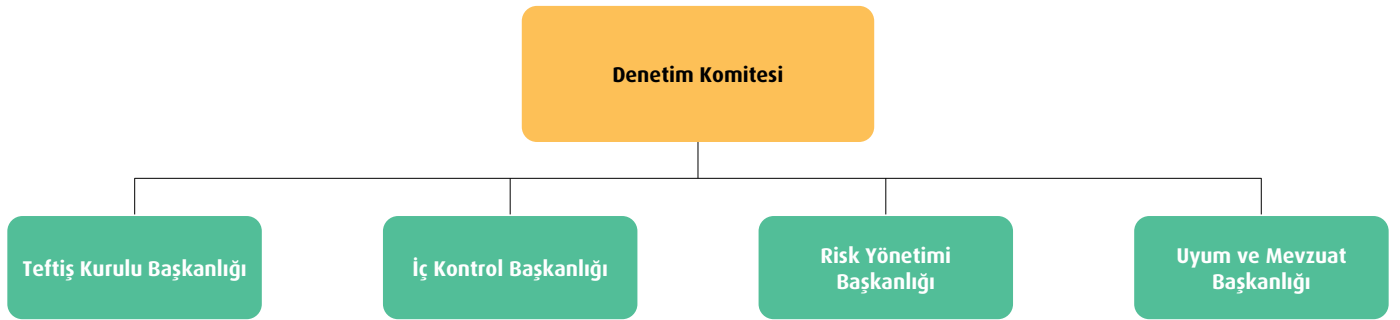 Denetim Komitesi
Teftiş Kurulu Başkanlığı
İç Kontrol Başkanlığı
Risk Yönetimi
Başkanlığı
Uyum ve Mevzuat
Başkanlığı